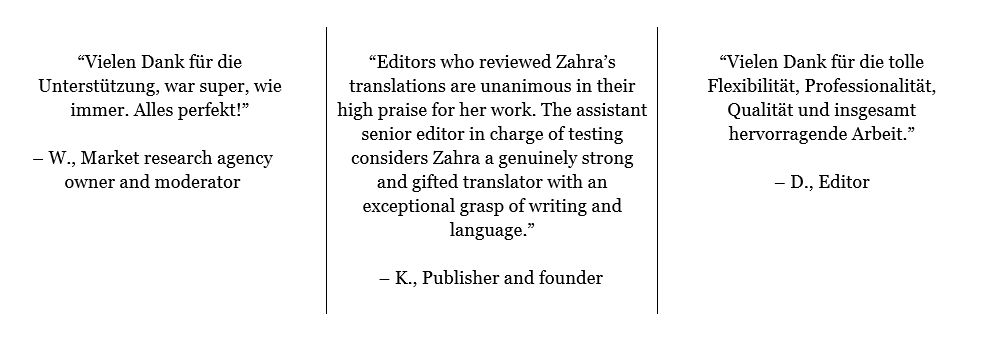 “Vielen Dank für die
Unterstützung, war super, wie
immer. Alles perfekt!”
– W., Market research agency
owner and moderator
“Editors who reviewed Zahra’s
translations are unanimous in their
high praise for her work. The assistant
senior editor in charge of testing
considers Zahra a genuinely strong
and gifted translator with an
exceptional grasp of writing and
language.”
– K., Publisher and founder
“Vielen Dank für die tolle
Flexibilität, Professionalität,
Qualität und insgesamt
hervorragende Arbeit.”
– D., Editor